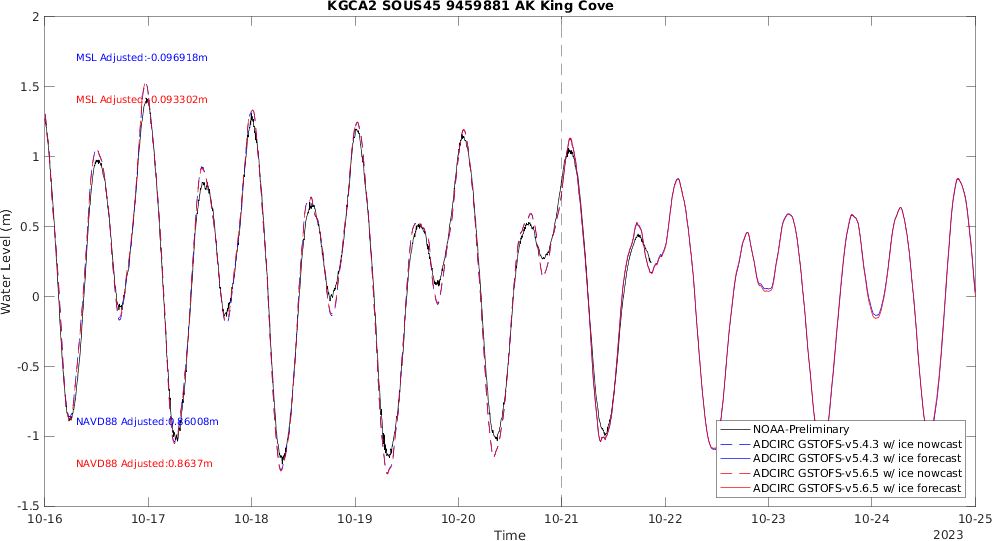 KGCA2 SOUS45 9459881 AK King Cove
2
MSL Adjusted:-0.096918m
1.5
MSL Adjusted:-0.093302m
1
0.5
0
-0.5
NAVD88 Adjusted:0.86008m
-1
NAVD88 Adjusted:0.8637m
-1.5
Water Level (m)
NOAA-Preliminary
ADCIRC GSTOFS-v5.4.3 w/ ice nowcast
ADCIRC GSTOFS-v5.4.3 w/ ice forecast
ADCIRC GSTOFS-v5.6.5 w/ ice nowcast
ADCIRC GSTOFS-v5.6.5 w/ ice forecast
10-16 10-17 10-18 10-19 10-20 10-21 10-22 10-23 10-24 10-25
Time
2023